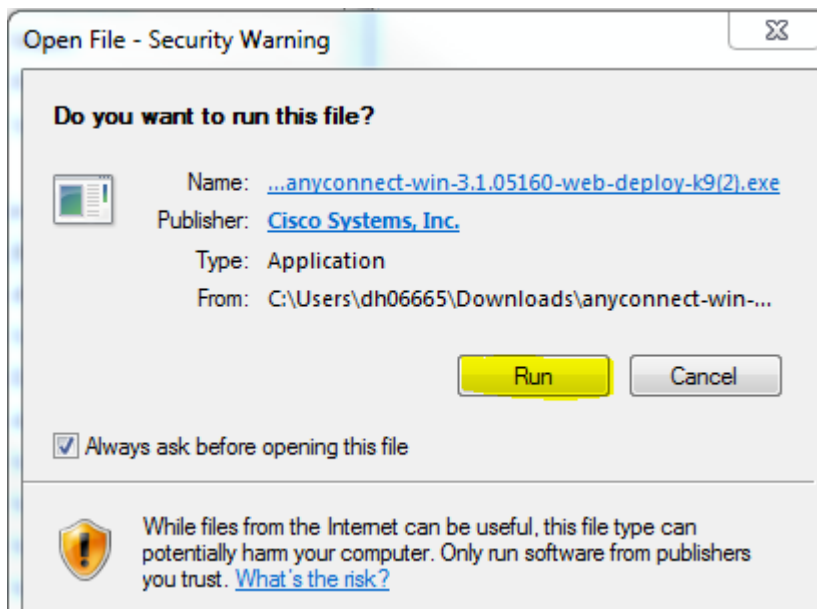 Open File - Security Warning
Do you want to run this file?
Name: ...anyconnect-win-3.1.05160-web-deploy-k9(2).exe
Publisher: Cisco Systems, Inc.
Type: Application
From: C:\Users\dh06665\Downloads\anyconnect-win-...
Run Cancel
Always ask before opening this file
While files from the Internet can be useful, this file type can
potentially harm your computer. Only run software from publishers
you trust. What's the risk?